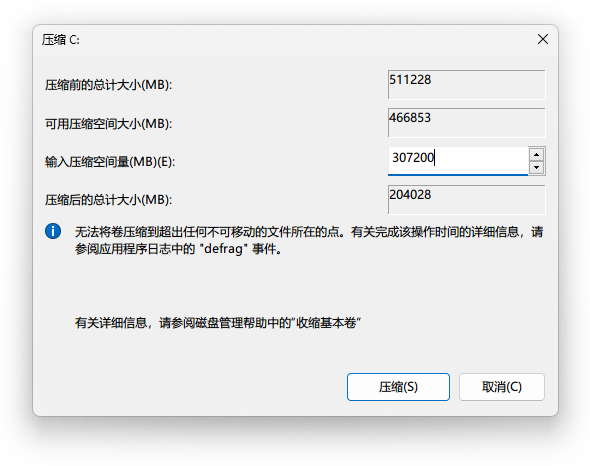 压缩 C:
压缩前的总计大小(MB): 511228
可用压缩空间大小(MB): 466853
输入压缩空间量(MB)(E): 307200
压缩后的总计大小(MB): 204028
无法将卷压缩到超出任何不可移动的文件所在的点。有关完成该操作时间的详细信息，请
参阅应用程序日志中的 "defrag" 事件。
有关详细信息，请参阅磁盘管理帮助中的"收缩基本卷"
压缩(S) 取消(C)